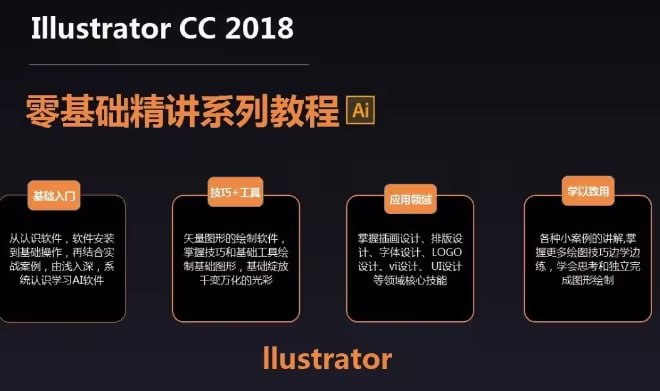 Illustrator CC 2018
零基础精讲系列教程 Ai
基础入门
从认识软件，软件安装
到基础操作，再结合实
战案例，由浅入深，系
统认识学习AI软件
技巧+工具
矢量图形的绘制软件，
掌握技巧和基础工具绘
制基础图形，基础绽放
千变万化的光彩
应用领域
掌握插画设计、排版设
计、字体设计、LOGO
设计、vi设计、UI设计
等领域核心技能
学以致用
各种小案例的讲解,掌
握更多绘图技巧边学边
练，学会思考和独立完
成图形绘制
llustrator